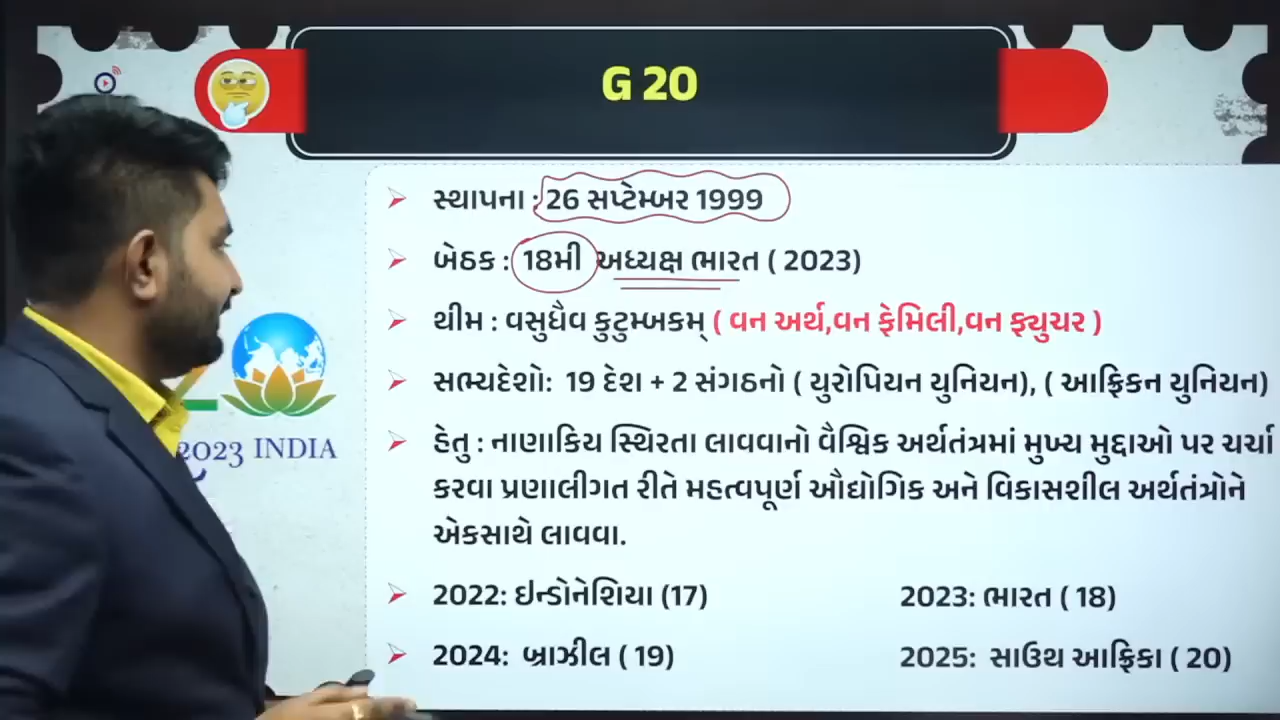 G 20
સ્થાપના : 26 સપ્ટેમ્બર 1999
બેઠક : 18મી અધ્યક્ષ ભારત ( 2023)
થીમ : વસુધૈવ કુટુમ્બકમ્ ( વન અર્થ,વન ફેમિલી,વન ફ્યુચર )
સભ્યદેશો: 19 દેશ + 2 સંગઠનો ( યુરોપિયન યુનિયન), ( આફ્રિકન યુનિયન)
2023 INDIA
હેતુ : નાણાકિય સ્થિરતા લાવવાનો વૈશ્વિક અર્થતંત્રમાં મુખ્ય મુદ્દાઓ પર ચર્ચા
કરવા પ્રણાલીગત રીતે મહત્વપૂર્ણ ઔદ્યોગિક અને વિકાસશીલ અર્થતંત્રોને
એકસાથે લાવવા.
2022: ઇન્ડોનેશિયા (17) 2023: ભારત ( 18)
2024: બ્રાઝીલ ( 19) 2025: સાઉથ આફ્રિકા ( 20)